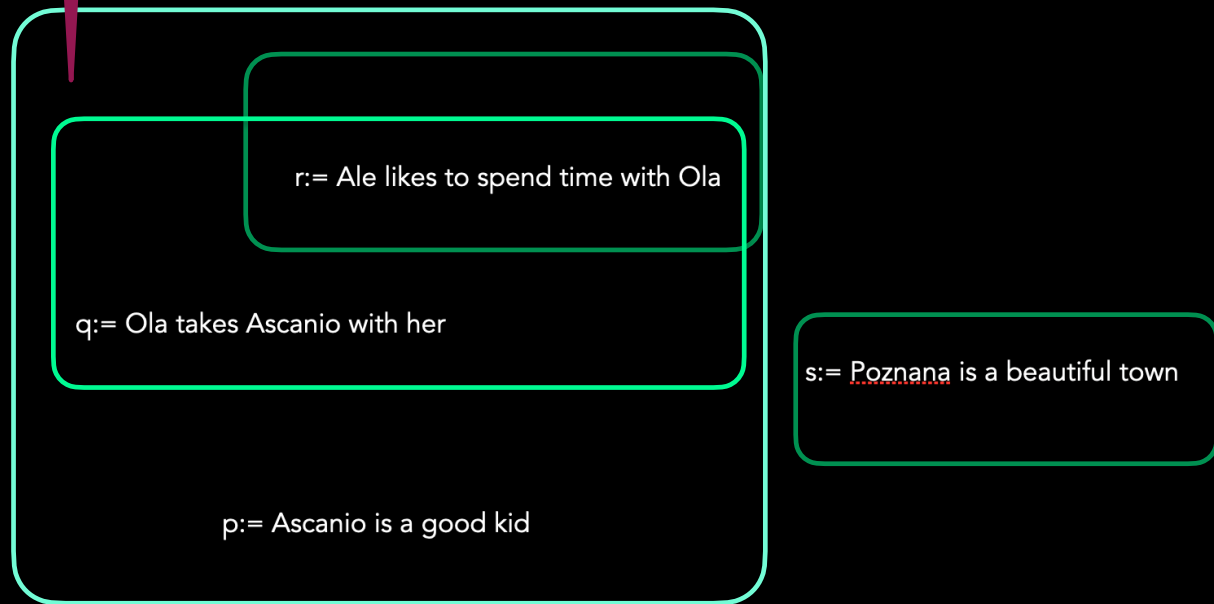 r:= Ale likes to spend time with Ola
q:= Ola takes Ascanio with her
s:= Poznana is a beautiful town
p:= Ascanio is a good kid